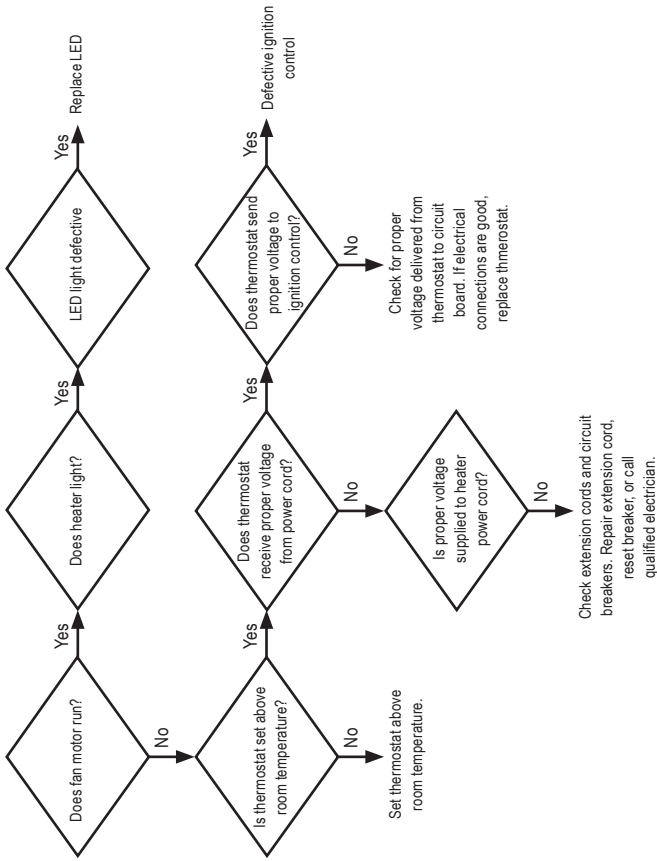 Does fan motor run?
Yes
Does heater light?
Yes
LED light defective
Yes
Replace LED
No
Is thermostat set above
room temperature?
Yes
Does thermostat
receive proper voltage
from power cord?
Yes
Does thermostat send
proper voltage to
ignition control?
Yes
Defective ignition
control
No
Set thermostat above
room temperature.
No
Is proper voltage
supplied to heater
power cord?
No
Check for proper
voltage delivered from
thermostat to circuit
board. If electrical
connections are good,
replace thmerostat.
No
Check extension cords and circuit
breakers. Repair extension cord,
reset breaker, or call
qualified electrician.